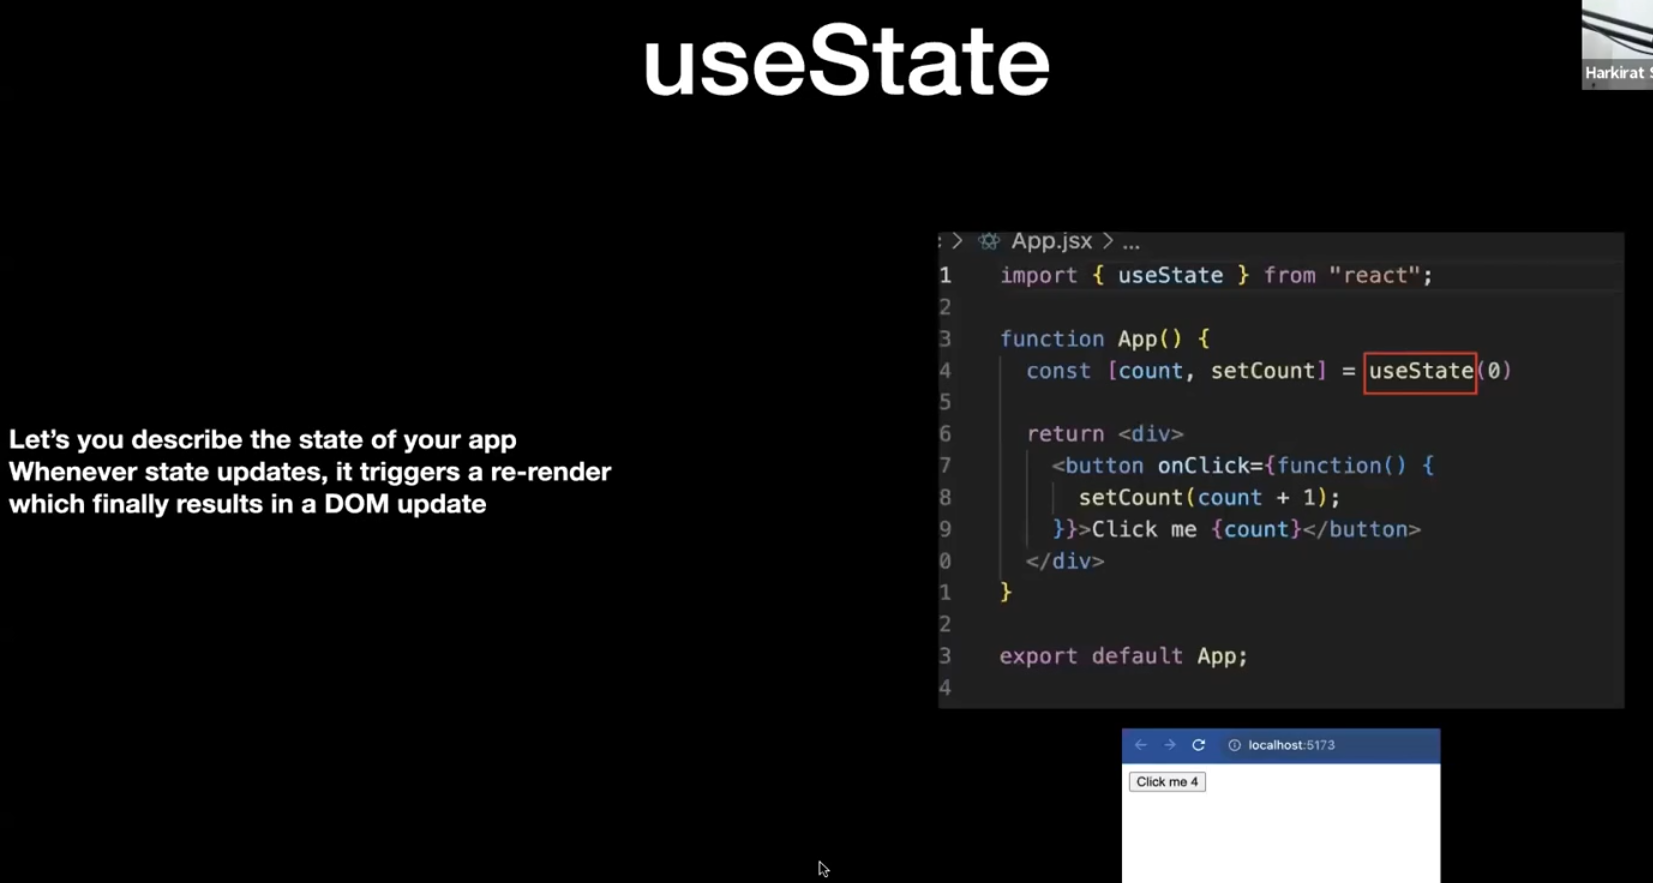 useState
Harkirat S
Let's you describe the state of your app
Whenever state updates, it triggers a re-render
which finally results in a DOM update
App.jsx > ...
1 import { useState } from "react";
2
3 function App() {
4 const [count, setCount] = useState(0)
5
6 return <div>
7 <button onClick={function() {
8 setCount(count + 1);
9 }}>Click me {count}</button>
0 </div>
1 }
2
3 export default App;
4
localhost:5173
Click me 4